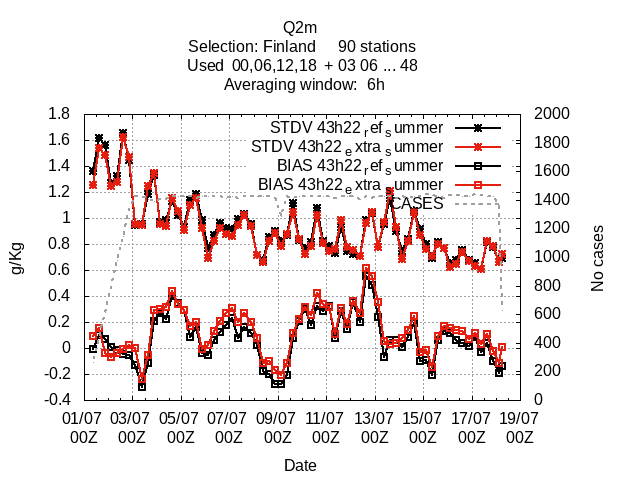 Q2m
Selection: Finland 90 stations
Used 00,06,12,18 + 03 06 ... 48
Averaging window: 6h
1.8 2000
1.6 1800
1.4 1600
1.2 1400
1 1200
0.8 1000
0.6 800
0.4 600
0.2 400
0 200
-0.2 0
-0.4
STDV 43h22refsummer
STDV 43h22extrasummer
BIAS 43h22refsummer
BIAS 43h22extrasummer
CASES
g/Kg
No cases
01/07 03/07 05/07 07/07 09/07 11/07 13/07 15/07 17/07 19/07
00Z 00Z 00Z 00Z 00Z 00Z 00Z 00Z 00Z 00Z
Date